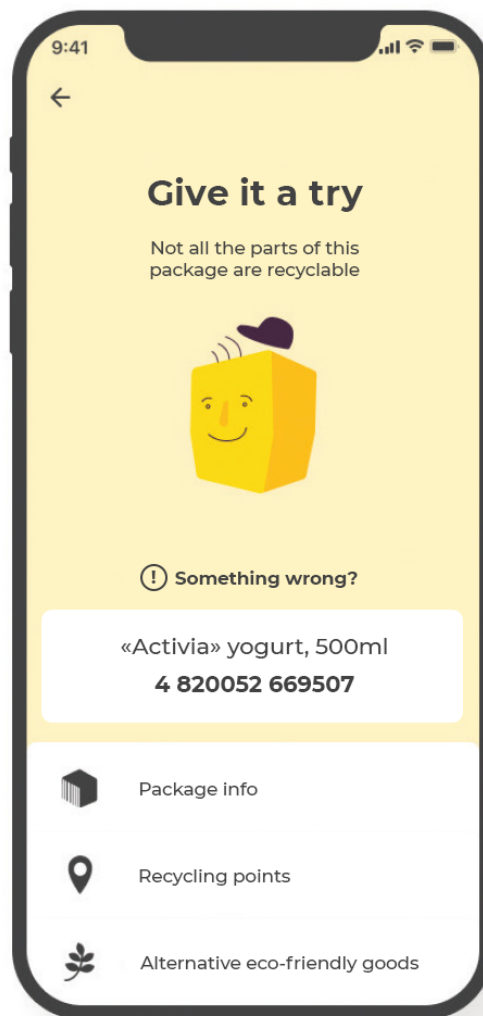 9:41
Give it a try
Not all the parts of this
package are recyclable
! Something wrong?
«Activia» yogurt, 500ml
4 820052 669507
Package info
Recycling points
Alternative eco-friendly goods